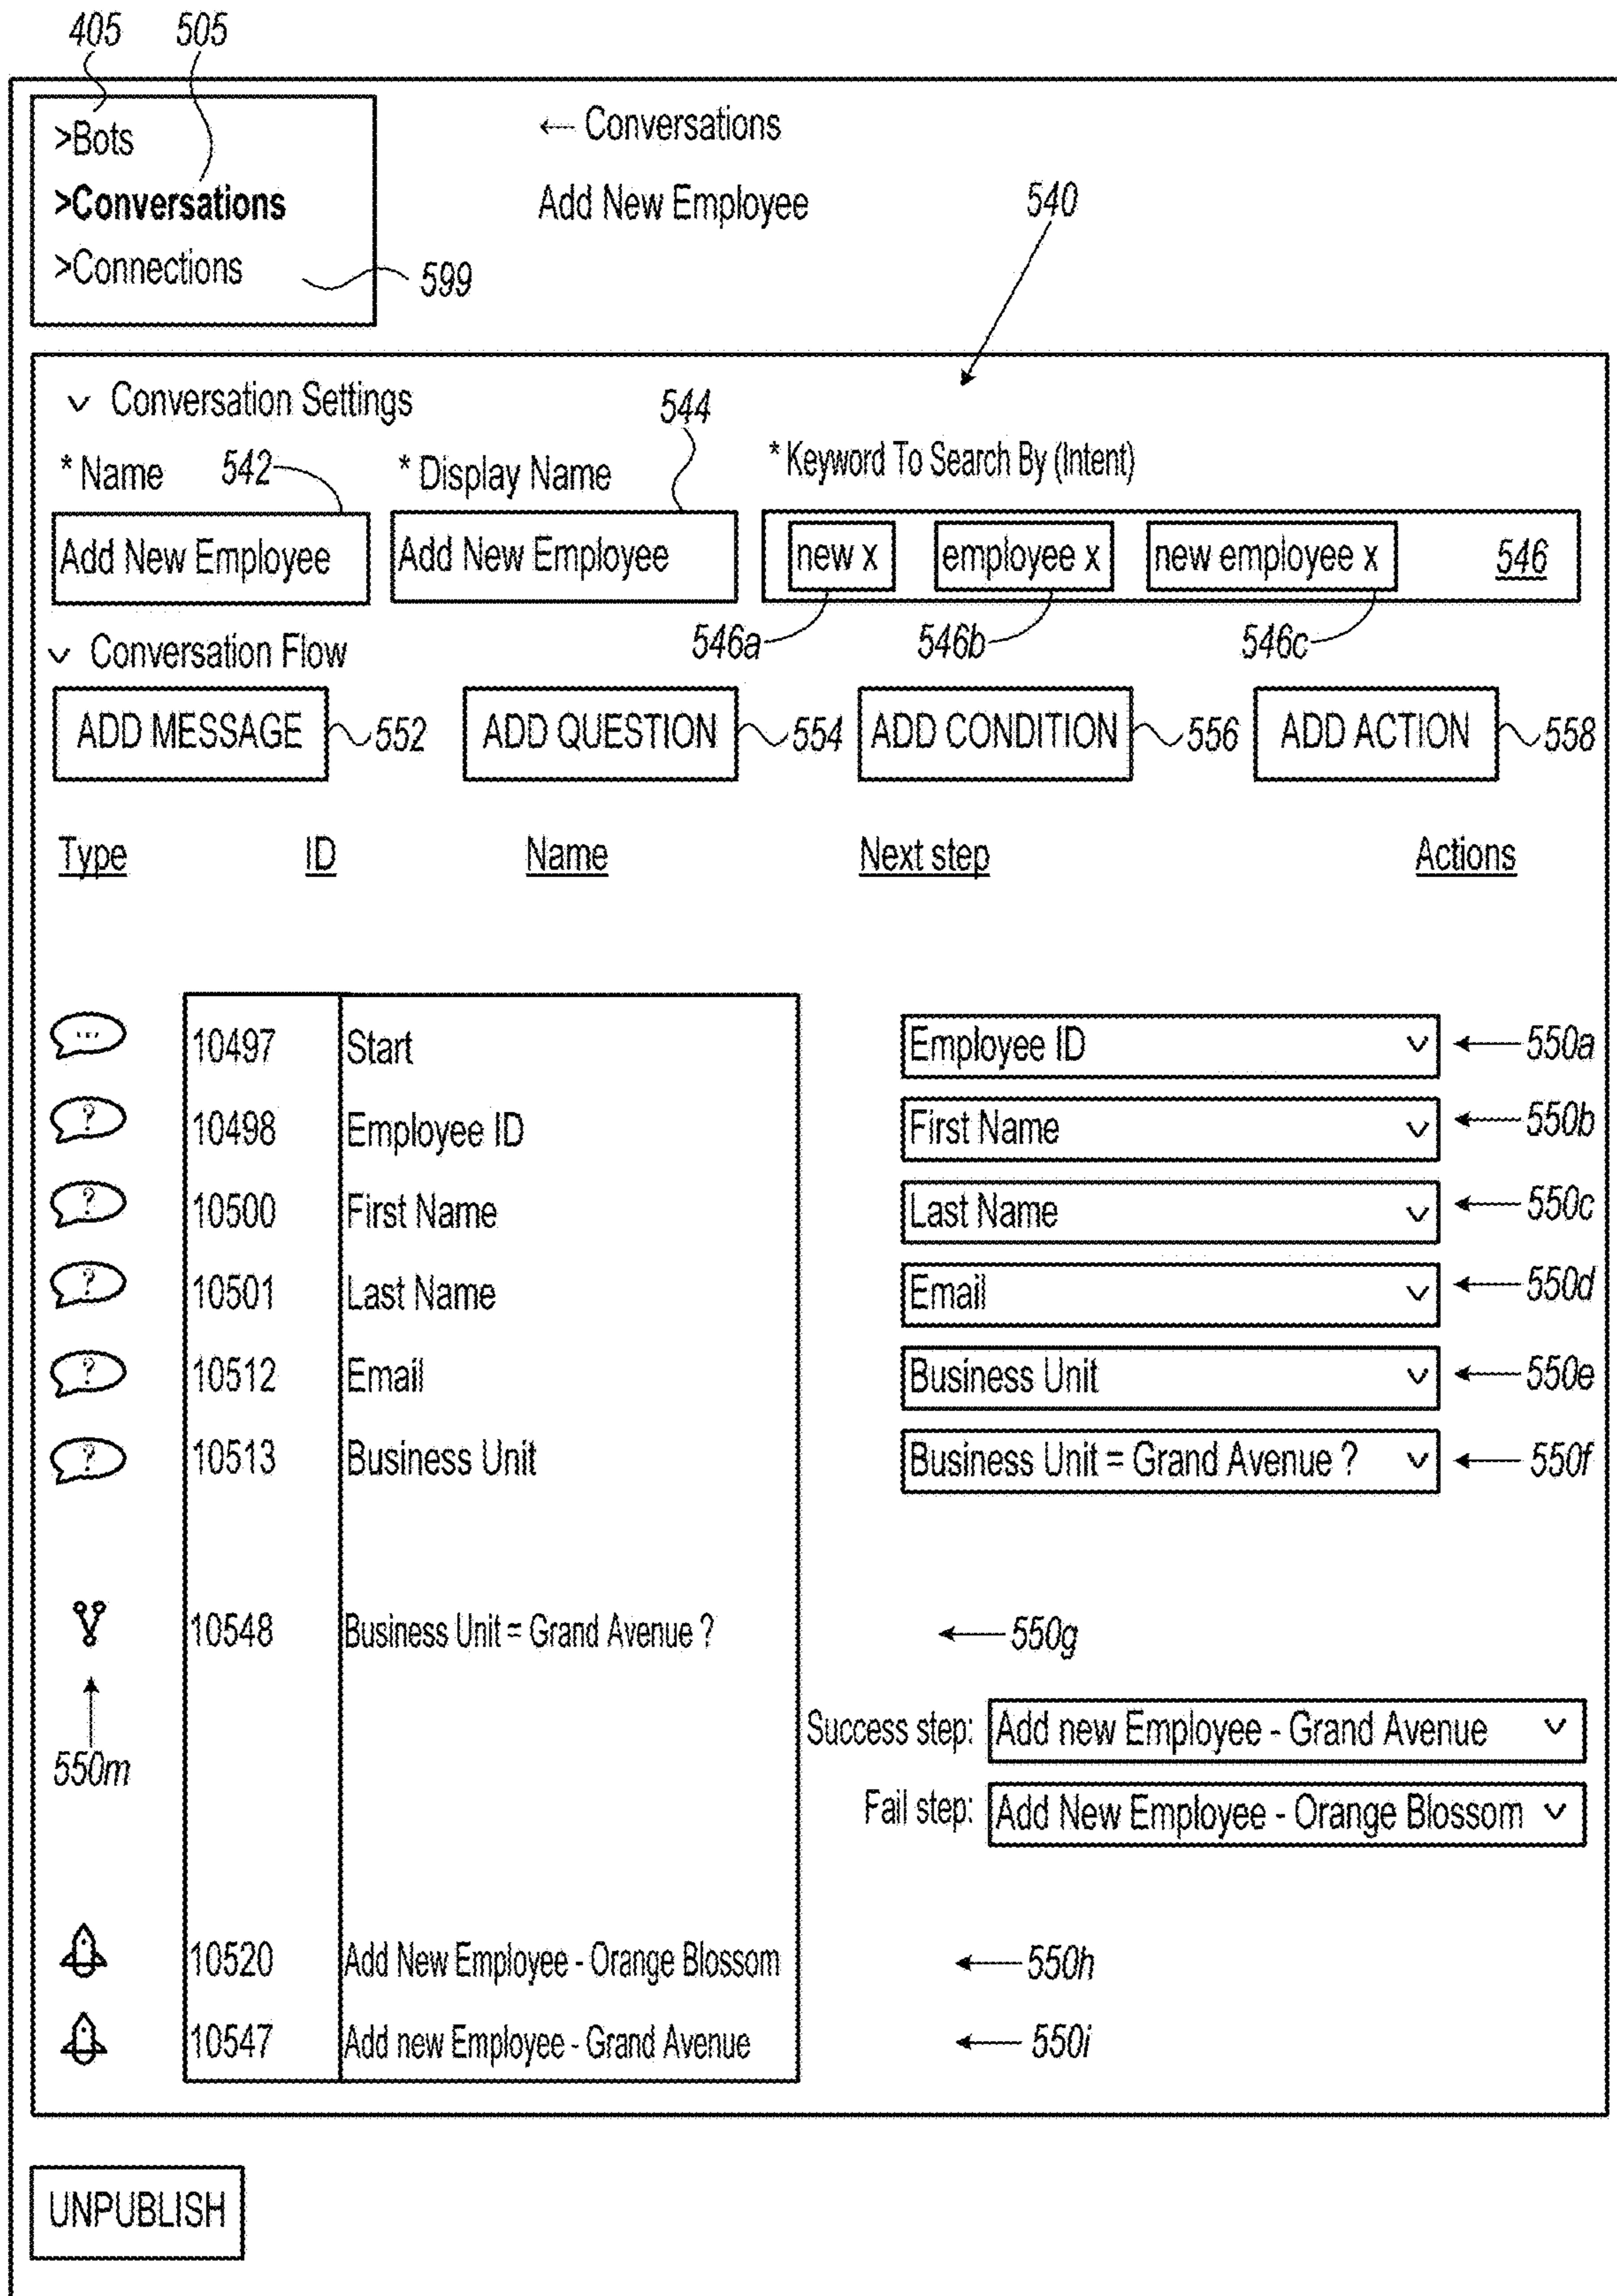 405 505
>Bots
>Conversations
>Connections
599
← Conversations
Add New Employee
540
∨ Conversation Settings
* Name 542
* Display Name 544
* Keyword To Search By (Intent)
Add New Employee
Add New Employee
new x employee x new employee x 546
546a 546b 546c
∨ Conversation Flow
ADD MESSAGE 552 ADD QUESTION 554 ADD CONDITION 556 ADD ACTION 558
Type ID Name Next step Actions
... 10497 Start Employee ID ∨ ← 550a
? 10498 Employee ID First Name ∨ ← 550b
? 10500 First Name Last Name ∨ ← 550c
? 10501 Last Name Email ∨ ← 550d
? 10512 Email Business Unit ∨ ← 550e
? 10513 Business Unit Business Unit = Grand Avenue ? ∨ ← 550f
10548 Business Unit = Grand Avenue ? ← 550g
550m
Success step: Add new Employee - Grand Avenue ∨
Fail step: Add New Employee - Orange Blossom ∨
10520 Add New Employee - Orange Blossom ← 550h
10547 Add new Employee - Grand Avenue ← 550i
UNPUBLISH